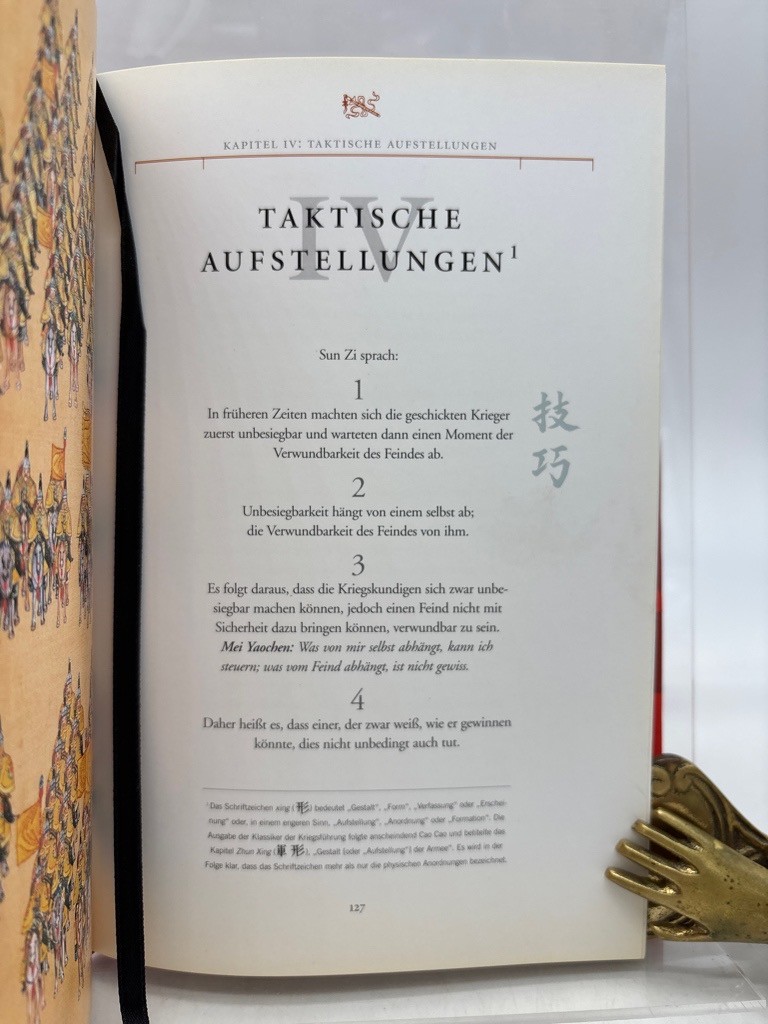 KAPITEL IV: TAKTISCHE AUFSTELLUNGEN
IV
TAKTISCHE
AUFSTELLUNGEN¹
Sun Zi sprach:
1
In früheren Zeiten machten sich die geschickten Krieger
zuerst unbesiegbar und warteten dann einen Moment der
Verwundbarkeit des Feindes ab.
技
巧
2
Unbesiegbarkeit hängt von einem selbst ab;
die Verwundbarkeit des Feindes von ihm.
3
Es folgt daraus, dass die Kriegskundigen sich zwar unbe-
siegbar machen können, jedoch einen Feind nicht mit
Sicherheit dazu bringen können, verwundbar zu sein.
Mei Yaochen: Was von mir selbst abhängt, kann ich
steuern; was vom Feind abhängt, ist nicht gewiss.
4
Daher heißt es, dass einer, der zwar weiß, wie er gewinnen
könnte, dies nicht unbedingt auch tut.
¹ Das Schriftzeichen xing (形) bedeutet „Gestalt", „Form", „Verfassung" oder „Erschei-
nung" oder, in einem engeren Sinn, „Aufstellung", „Anordnung" oder „Formation". Die
Ausgabe der Klassiker der Kriegsführung folgte anscheinend Cao Cao und betitelte das
Kapitel Zhun Xing (軍 形), „Gestalt [oder „Aufstellung"] der Armee". Es wird in der
Folge klar, dass das Schriftzeichen mehr als nur die physischen Anordnungen bezeichnet.
127